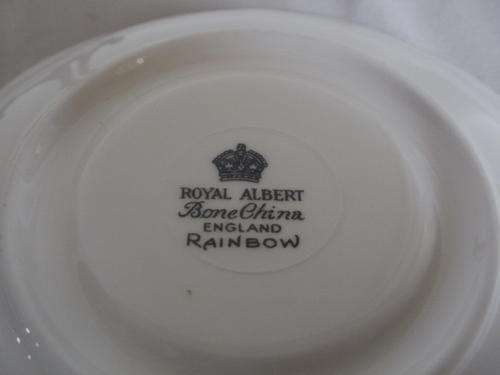 ROYAL ALBERT
Bone China
ENGLAND
RAINBOW